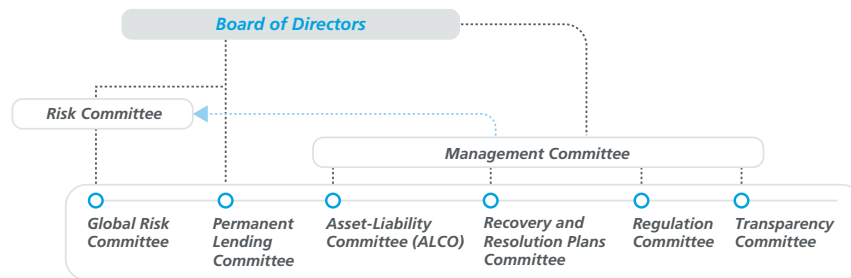 Board of Directors
Risk Committee
Management Committee
Global Risk
Committee
Permanent
Lending
Committee
Asset-Liability
Committee (ALCO)
Recovery and
Resolution Plans
Committee
Regulation
Committee
Transparency
Committee